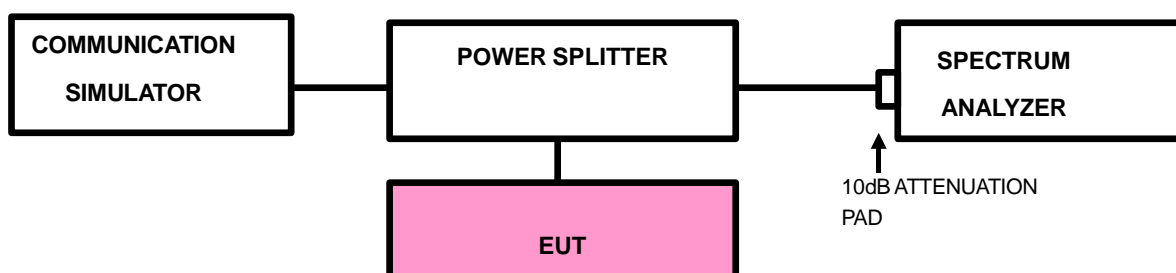 COMMUNICATION
SIMULATOR
POWER SPLITTER
SPECTRUM
ANALYZER
10dB ATTENUATION
PAD
EUT